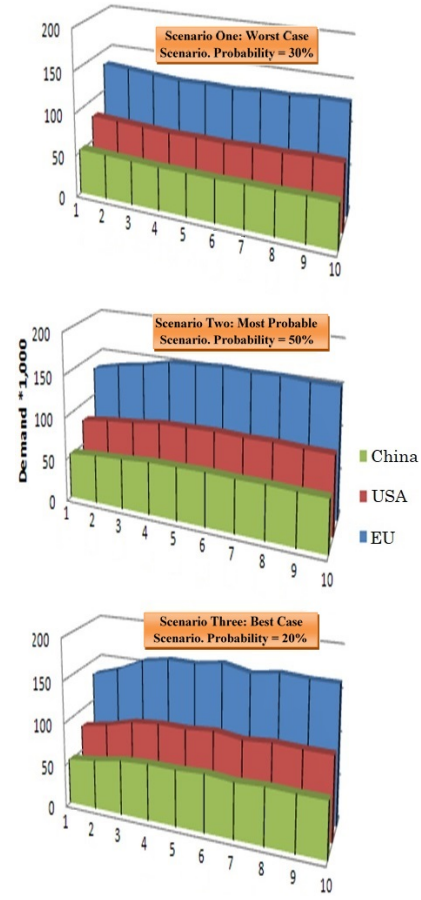 Scenario One: Worst Case
Scenario. Probability = 30%
200
150
100
50
0
1 2 3 4 5 6 7 8 9 10
Scenario Two: Most Probable
Scenario. Probability = 50%
Demand *1,000
200
150
100
50
0
1 2 3 4 5 6 7 8 9 10
China
USA
EU
Scenario Three: Best Case
Scenario. Probability = 20%
200
150
100
50
0
1 2 3 4 5 6 7 8 9 10